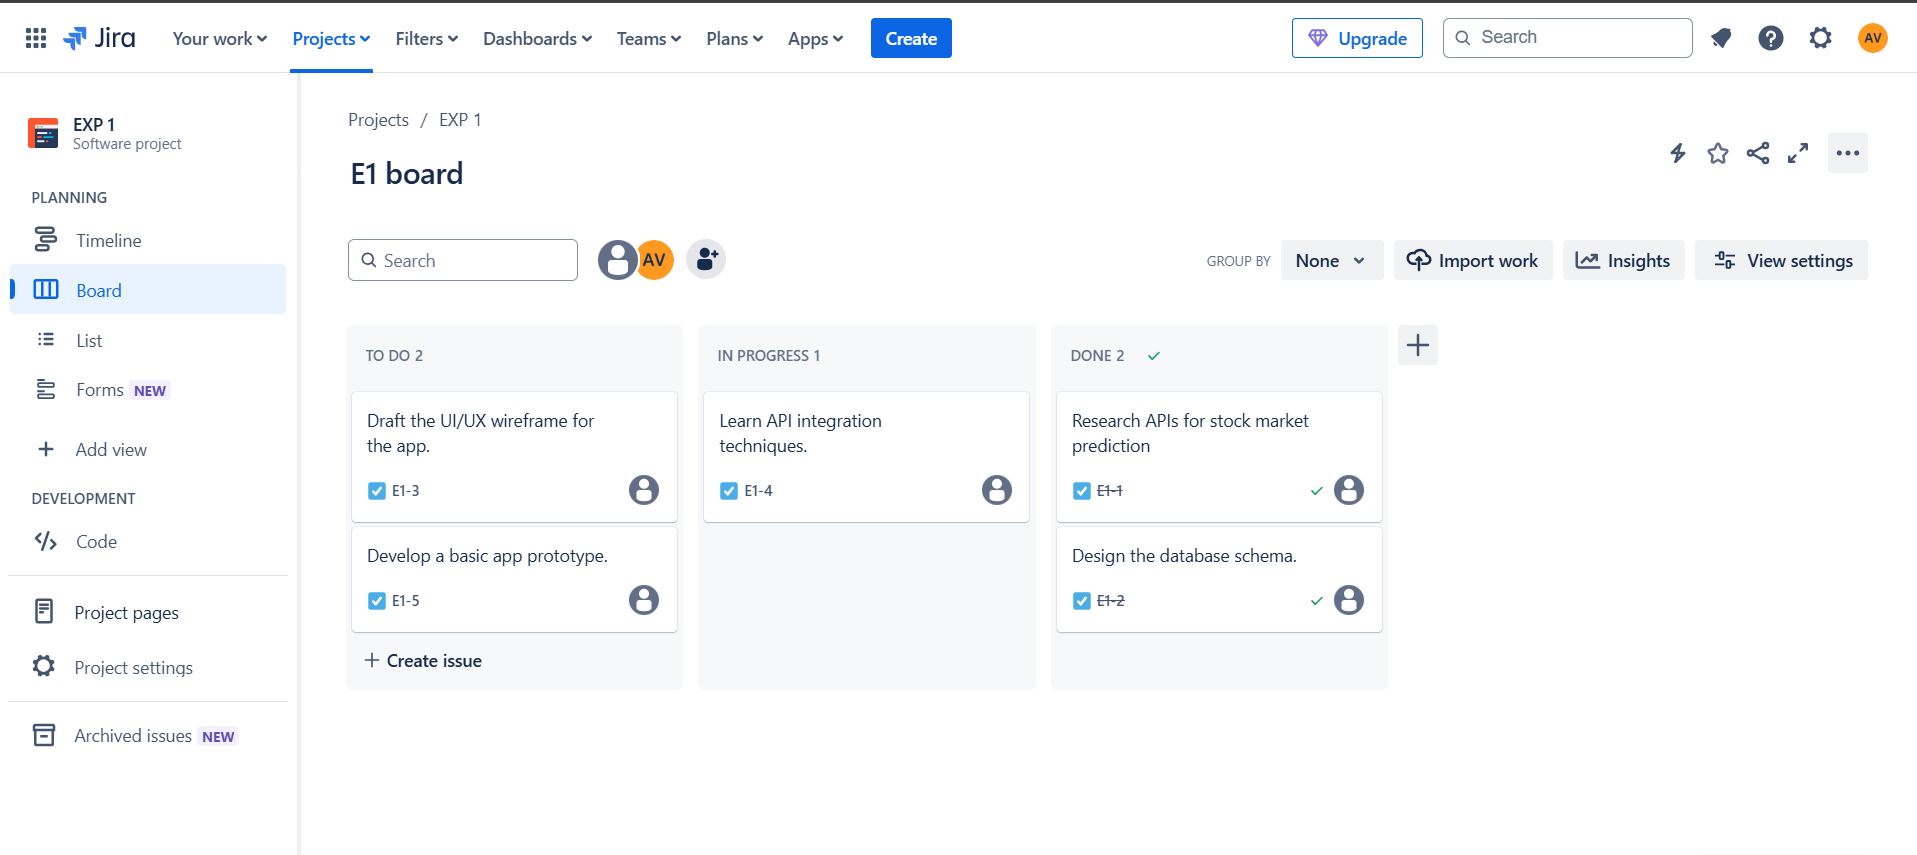 Jira Your work Projects Filters Dashboards Teams Plans Apps Create Upgrade Search AV
EXP 1
Software project
PLANNING
Timeline
Board
List
Forms NEW
Add view
DEVELOPMENT
Code
Project pages
Project settings
Archived issues NEW
Projects / EXP 1
E1 board
Search AV GROUP BY None Import work Insights View settings
TO DO 2
Draft the UI/UX wireframe for
the app.
E1-3
Develop a basic app prototype.
E1-5
Create issue
IN PROGRESS 1
Learn API integration
techniques.
E1-4
DONE 2
Research APIs for stock market
prediction
E1-1
Design the database schema.
E1-2